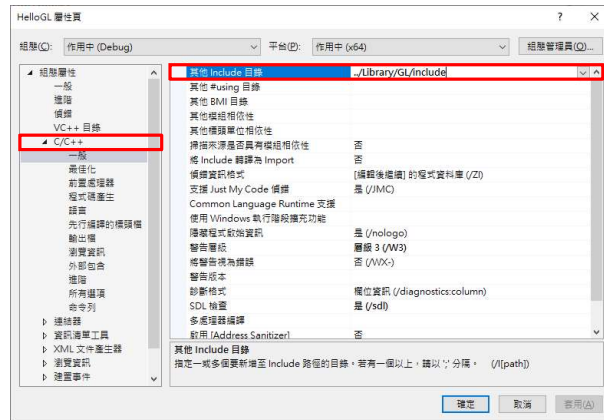 HelloGL 屬性頁
? ×
組態(C): 作用中 (Debug) 平台(P): 作用中 (x64) 組態管理員(O)...
組態屬性
一般
進階
偵錯
VC++ 目錄
C/C++
一般
最佳化
前置處理器
程式碼產生
語言
先行編譯的標頭檔
輸出檔
瀏覽資訊
外部包含
進階
所有選項
命令列
連結器
資訊清單工具
XML 文件產生器
瀏覽資訊
建置事件
其他 Include 目錄 ../Library/GL/include
其他 #using 目錄
其他 BMI 目錄
其他模組相依性
其他標頭單位相依性
掃描來源是否具有模組相依性 否
將 Include 轉譯為 Import 否
偵錯資訊格式 [編輯後繼續] 的程式資料庫 (/ZI)
支援 Just My Code 偵錯 是 (/JMC)
Common Language Runtime 支援
使用 Windows 執行階段擴充功能
隱藏程式啟始資訊 是 (/nologo)
警告層級 層級 3 (/W3)
將警告視為錯誤 否 (/WX-)
警告版本
診斷格式 欄位資訊 (/diagnostics:column)
SDL 檢查 是 (/sdl)
多處理器編譯
啟用 [Address Sanitizer] 否
其他 Include 目錄
指定一或多個要新增至 Include 路徑的目錄。若有一個以上，請以 ';' 分隔。 (/I[path])
確定 取消 套用(A)